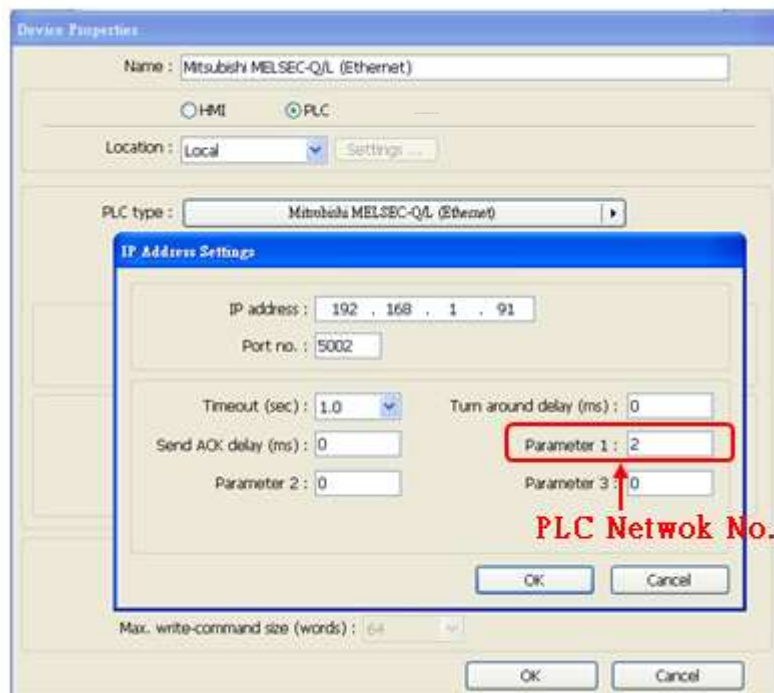 Device Properties
Name : Mitsubishi MELSEC-Q/L (Ethernet)
HMI PLC
Location : Local Settings ...
PLC type : Mitsubishi MELSEC-Q/L (Ethernet)
IP Address Settings
IP address : 192 . 168 . 1 . 91
Port no. : 5002
Timeout (sec) : 1.0 Turn around delay (ms) : 0
Send ACK delay (ms) : 0 Parameter 1 : 2
Parameter 2 : 0 Parameter 3 : 0
PLC Netwok No.
OK Cancel
Max. write-command size (words) : 64
OK Cancel